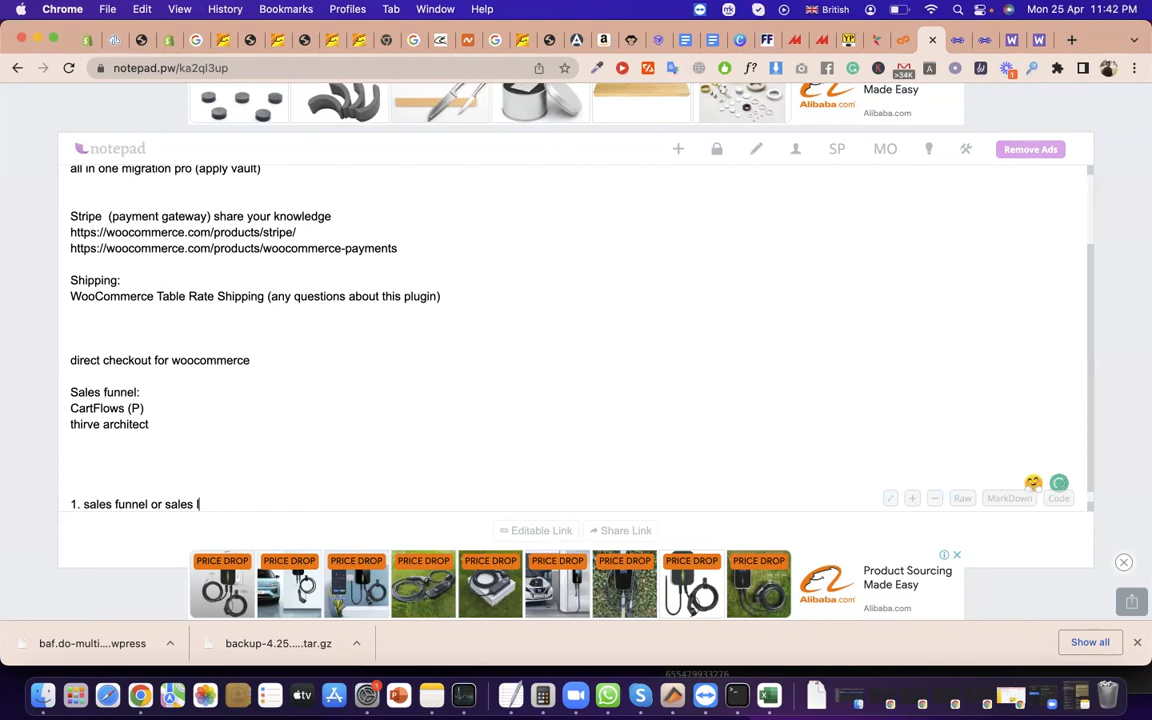 Chrome File Edit View History Bookmarks Profiles Tab Window Help British Mon 25 Apr 11:42 PM
notepad.pw/ka2ql3up
>34K
Made Easy
Alibaba.com
notepad SP MO Remove Ads
all in one migration pro (apply vault)
Stripe (payment gateway) share your knowledge
https://woocommerce.com/products/stripe/
https://woocommerce.com/products/woocommerce-payments
Shipping:
WooCommerce Table Rate Shipping (any questions about this plugin)
direct checkout for woocommerce
Sales funnel:
CartFlows (P)
thirve architect
1. sales funnel or sales l
Raw MarkDown Code
Editable Link Share Link
PRICE DROP PRICE DROP PRICE DROP PRICE DROP PRICE DROP PRICE DROP PRICE DROP PRICE DROP PRICE DROP
Alibaba.com
Product Sourcing
Made Easy
Alibaba.com
baf.do-multi....wpress backup-4.25.....tar.gz Show all
655479933276